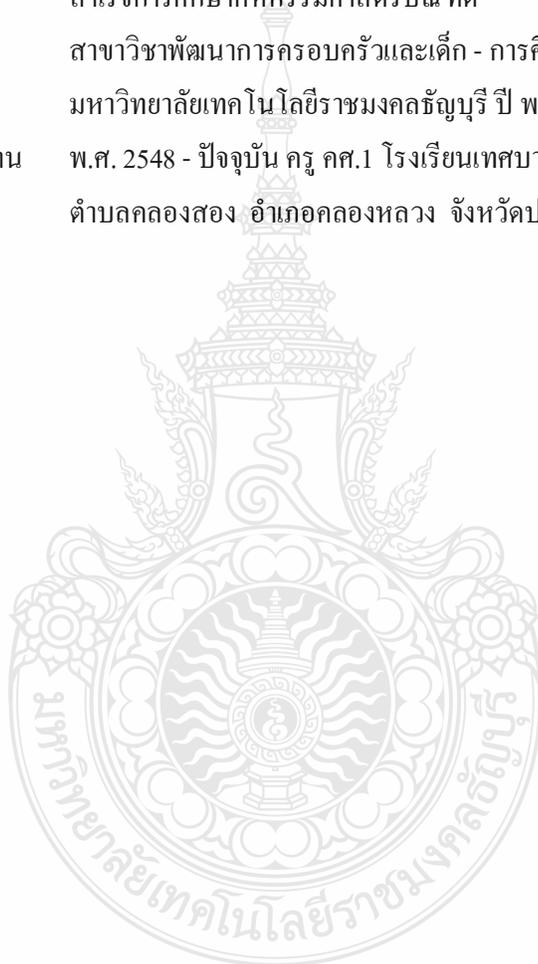 สาขาวิชาพัฒนาการครอบครัวและเด็ก - การ
มหาวิทยาลัยเทคโนโลยีราชมงคลธัญบุรี ปี พ
พ.ศ. 2548 - ปัจจุบัน ครู คศ.1 โรงเรียนเทศบา
ตำบลคลองสอง อำเภอคลองหลวง จังหวัดป
มหาวิทยาลัยเทคโนโลยีราชมงคลธัญบุรี